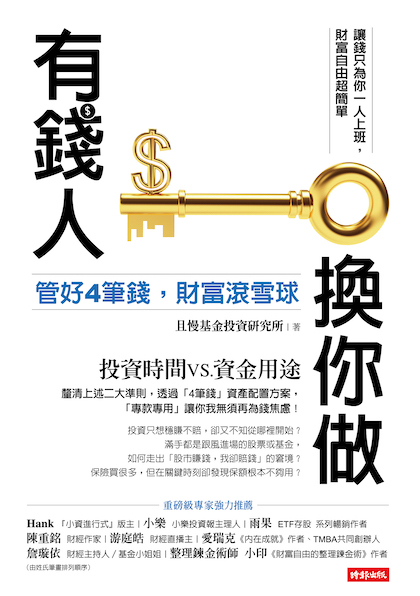 讓錢只為你一人上班，
財富自由超簡單
有錢人
換你做
管好4筆錢，財富滾雪球
且慢基金投資研究所｜著
投資時間VS.資金用途
釐清上述二大準則，透過「4筆錢」資產配置方案，
「專款專用」讓你我無須再為錢焦慮！
投資只想穩賺不賠，卻又不知從哪裡開始？
滿手都是跟風進場的股票或基金，
如何走出「股市賺錢，我卻賠錢」的窘境？
保險買很多，但在關鍵時刻卻發現保額根本不夠用？
重磅級專家強力推薦
Hank 「小資進行式」版主｜小樂 小樂投資報主理人｜雨果 ETF存股 系列暢銷作者
陳重銘 財經作家｜游庭皓 財經直播主｜愛瑞克《內在成就》作者、TMBA共同創辦人
詹璇依 財經主持人／基金小姐姐｜整理鍊金術師 小印《財富自由的整理鍊金術》作者
（由姓氏筆畫排列順序）
時報出版